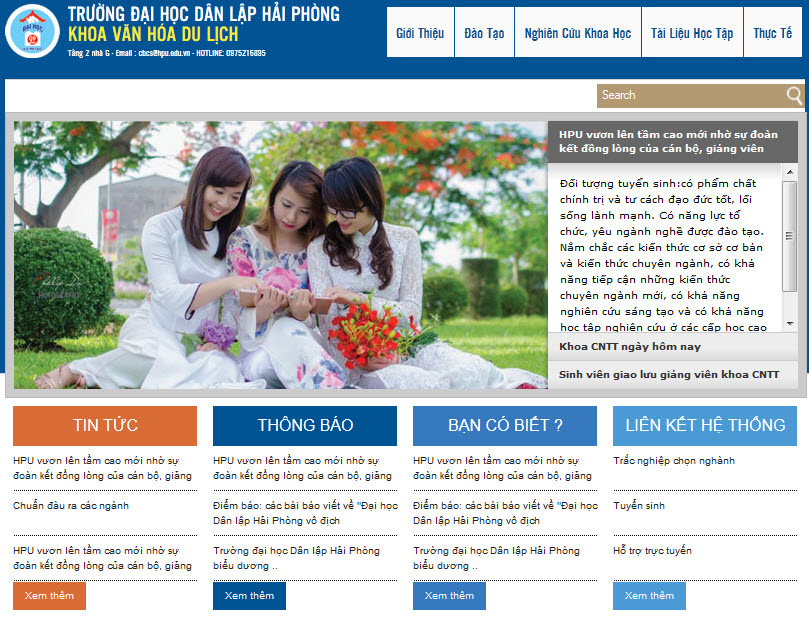 TRƯỜNG ĐẠI HỌC DÂN LẬP HẢI PHÒNG
KHOA VĂN HÓA DU LỊCH
Tầng 2 nhà G - Email : cbcs@hpu.edu.vn - HOTLINE: 0975216895
Giới Thiệu
Đào Tạo
Nghiên Cứu Khoa Học
Tài Liệu Học Tập
Thực Tế
Search
HPU vươn lên tầm cao mới nhờ sự đoàn
kết đồng lòng của cán bộ, giảng viên
Đối tượng tuyển sinh:có phẩm chất
chính trị và tư cách đạo đức tốt, lối
sống lành mạnh. Có năng lực tổ
chức, yêu ngành nghề được đào tạo.
Nắm chắc các kiến thức cơ sở cơ bản
và kiến thức chuyên ngành, có khả
năng tiếp cận những kiến thức
chuyên ngành mới, có khả năng
nghiên cứu sáng tạo và có khả năng
học tập nghiên cứu ở các cấp học cao
Khoa CNTT ngày hôm nay
Sinh viên giao lưu giảng viên khoa CNTT
TIN TỨC
HPU vươn lên tầm cao mới nhờ sự
đoàn kết đồng lòng của cán bộ, giảng
Chuẩn đầu ra các ngành
HPU vươn lên tầm cao mới nhờ sự
đoàn kết đồng lòng của cán bộ, giảng
Xem thêm
THÔNG BÁO
HPU vươn lên tầm cao mới nhờ sự
đoàn kết đồng lòng của cán bộ, giảng
Điểm báo: các bài báo viết về "Đại học
Dân lập Hải Phòng vô địch
Trường đại học Dân lập Hải Phòng
biểu dương ..
Xem thêm
BẠN CÓ BIẾT ?
HPU vươn lên tầm cao mới nhờ sự
đoàn kết đồng lòng của cán bộ, giảng
Điểm báo: các bài báo viết về "Đại học
Dân lập Hải Phòng vô địch
Trường đại học Dân lập Hải Phòng
biểu dương ..
Xem thêm
LIÊN KẾT HỆ THỐNG
Trắc nghiệp chọn nghành
Tuyển sinh
Hỗ trợ trực tuyến
Xem thêm